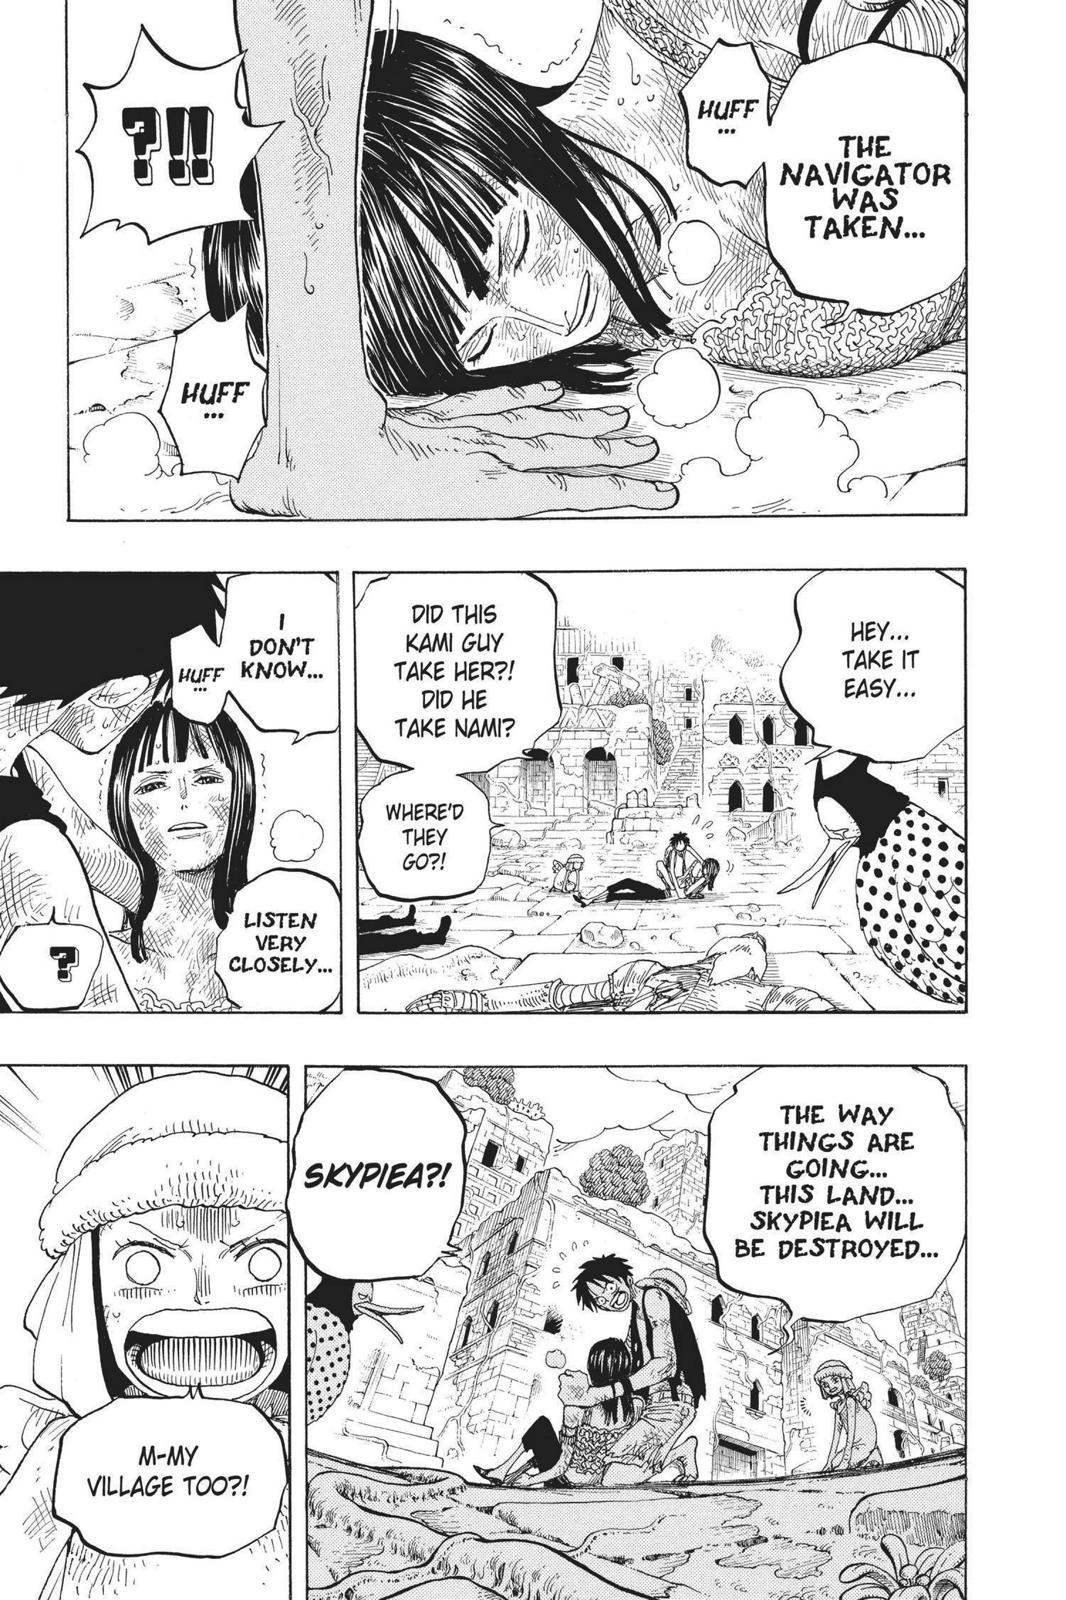 HUFF
...
THE
NAVIGATOR
WAS
TAKEN...
?!!
HUFF
...
HEY...
TAKE IT
EASY...
DID THIS
KAMI GUY
TAKE HER?!
DID HE
TAKE NAMI?
WHERE'D
THEY
GO?!
I
DON'T
KNOW...
HUFF
...
LISTEN
VERY
CLOSELY...
?
THE WAY
THINGS ARE
GOING...
THIS LAND...
SKYPIEA WILL
BE DESTROYED...
SKYPIEA?!
M-MY
VILLAGE TOO?!